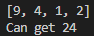 [9, 4, 1, 2]
Can get 24